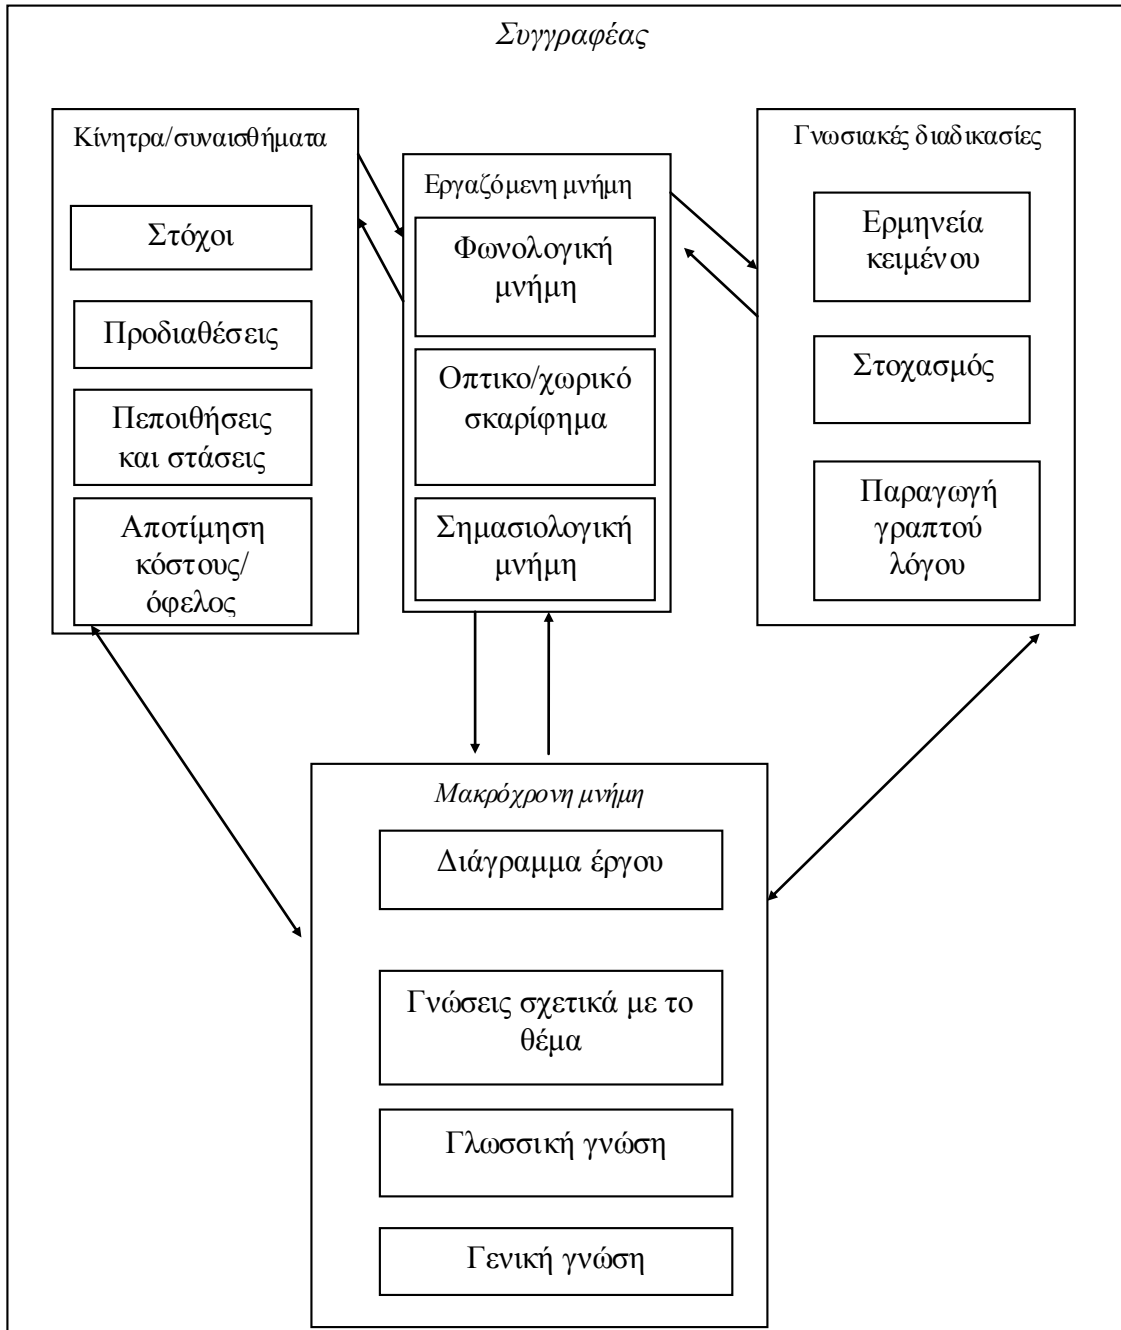 Συγγραφέας
Κίνητρα/συναισθήματα
Στόχοι
Προδιαθέσεις
Πεποιθήσεις
και στάσεις
Αποτίμηση
κόστους/
όφελος
Εργαζόμενη μνήμη
Φωνολογική
μνήμη
Οπτικο/χωρικό
σκαρίφημα
Σημασιολογική
μνήμη
Γνωσιακές διαδικασίες
Ερμηνεία
κειμένου
Στοχασμός
Παραγωγή
γραπτού
λόγου
Μακρόχρονη μνήμη
Διάγραμμα έργου
Γνώσεις σχετικά με το
θέμα
Γλωσσική γνώση
Γενική γνώση